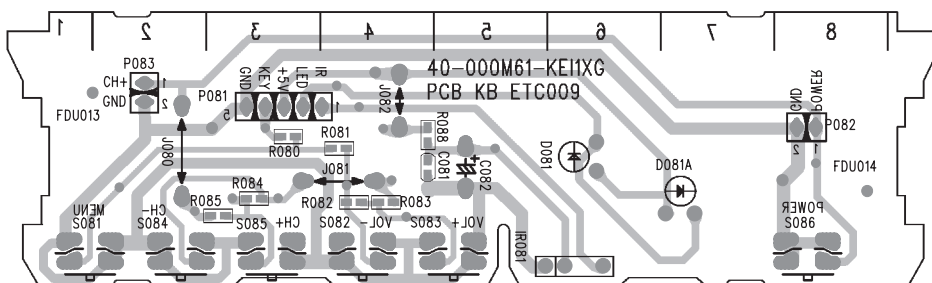 1 2 3 4 5 6 7 8
P083
CH+ 1
GND 2
FDU013
P081
GND KEY +5V LED IR
5 1
J082
40-000M61-KEI1XG
PCB KB ETC009
GND POWER
P082
2 1
FDU014
J080
R080
R081
R088
C081
C082
D081
D081A
J081
R085
R084
R082
R083
MENU
S081
CH-
S084
S085
CH+
S082
VOL-
S083
VOL+
IR081
POWER
S086